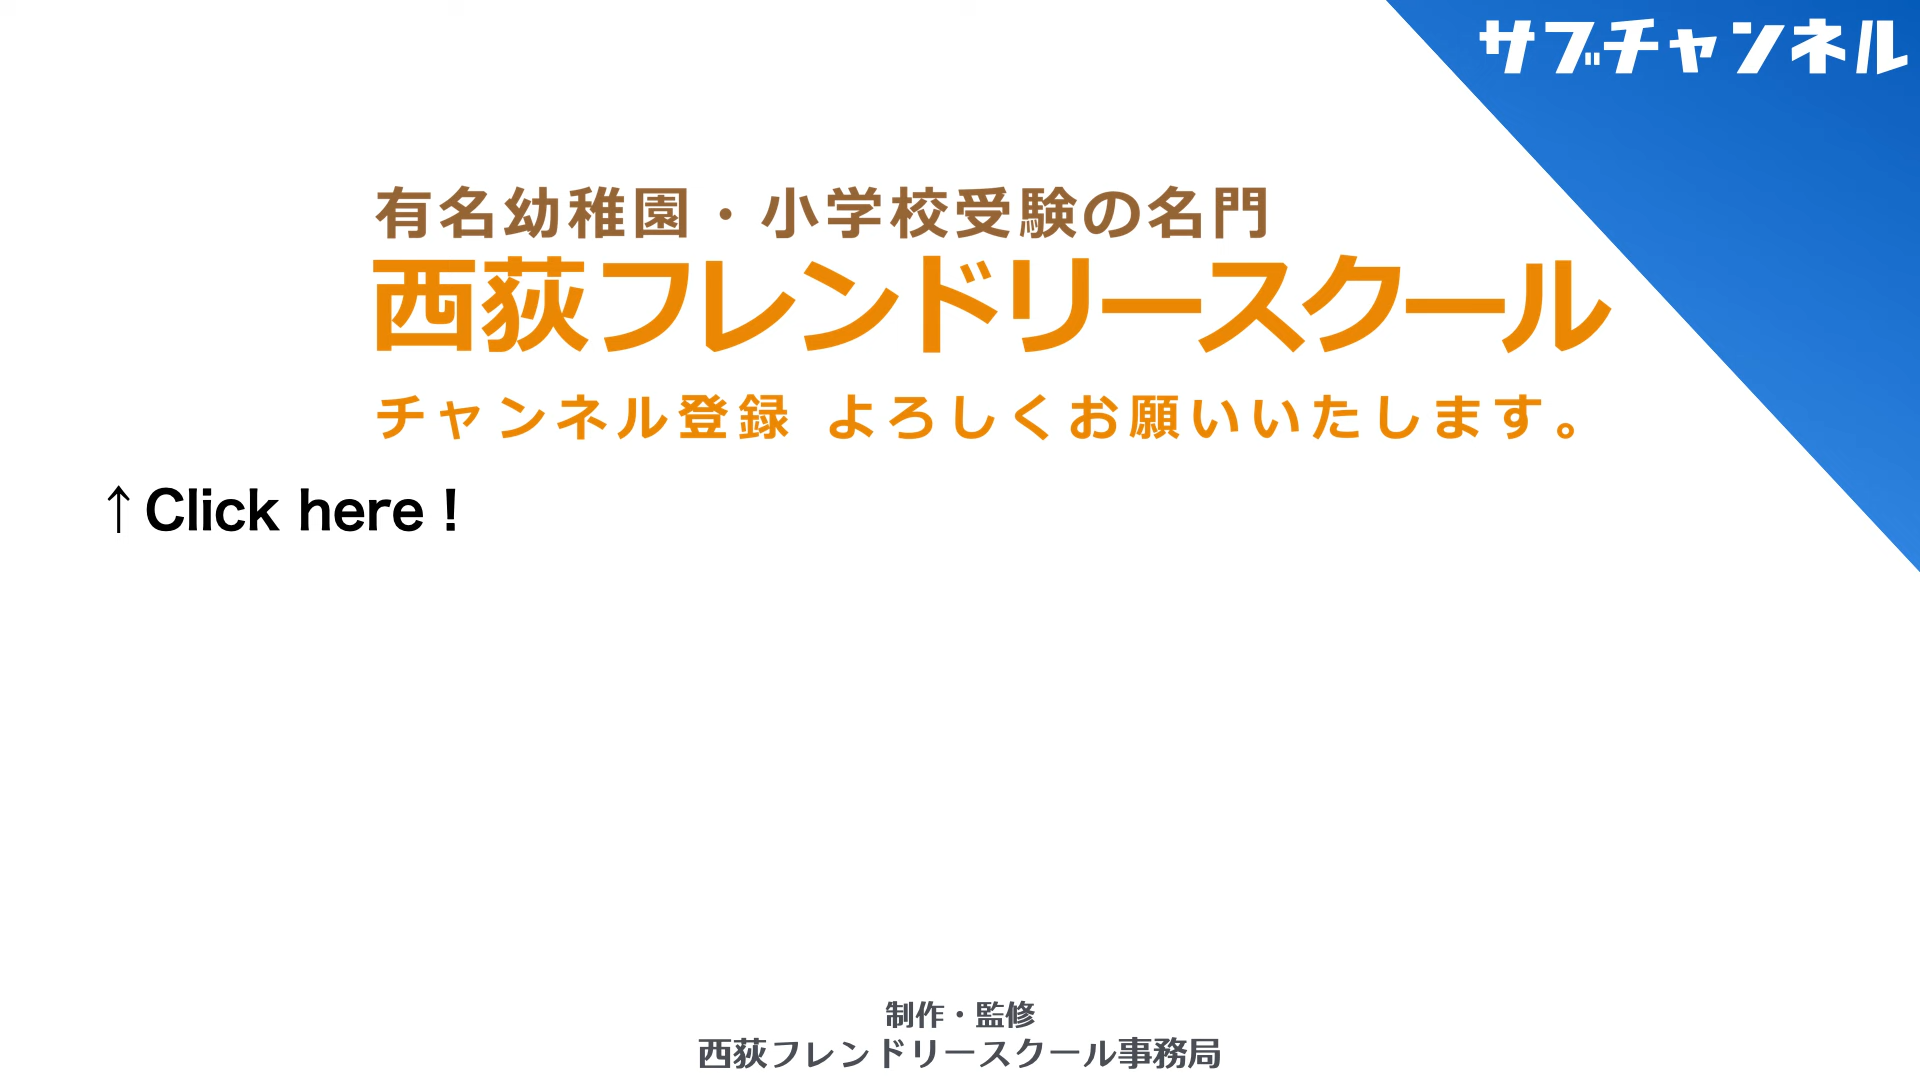 サブチャンネル
有名幼稚園・小学校受験の名門
西荻フレンドリースクール
チャンネル登録 よろしくお願いいたします。
↑Click here !
制作・監修
西荻フレンドリースクール事務局